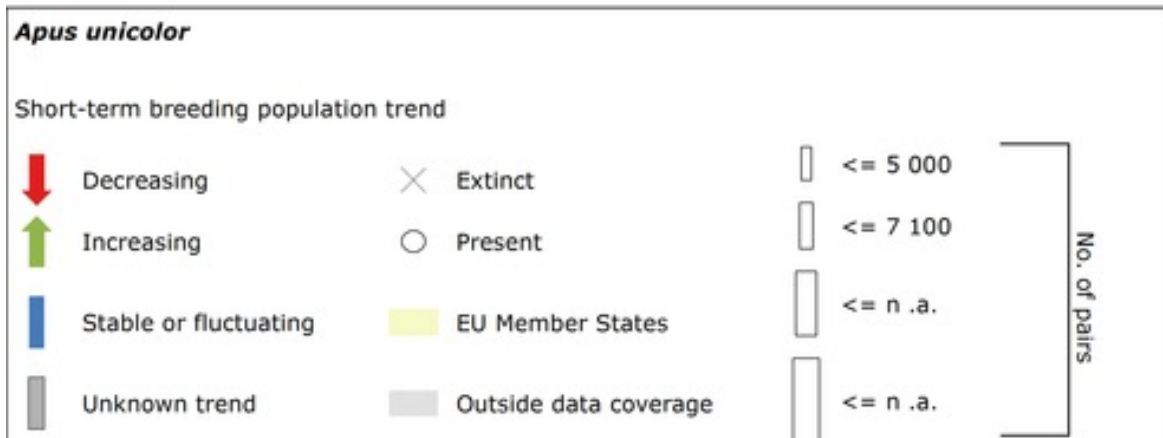 Apus unicolor
Short-term breeding population trend
Decreasing
Extinct
<= 5 000
Increasing
Present
<= 7 100
Stable or fluctuating
EU Member States
<= n .a.
Unknown trend
Outside data coverage
<= n .a.
No. of pairs